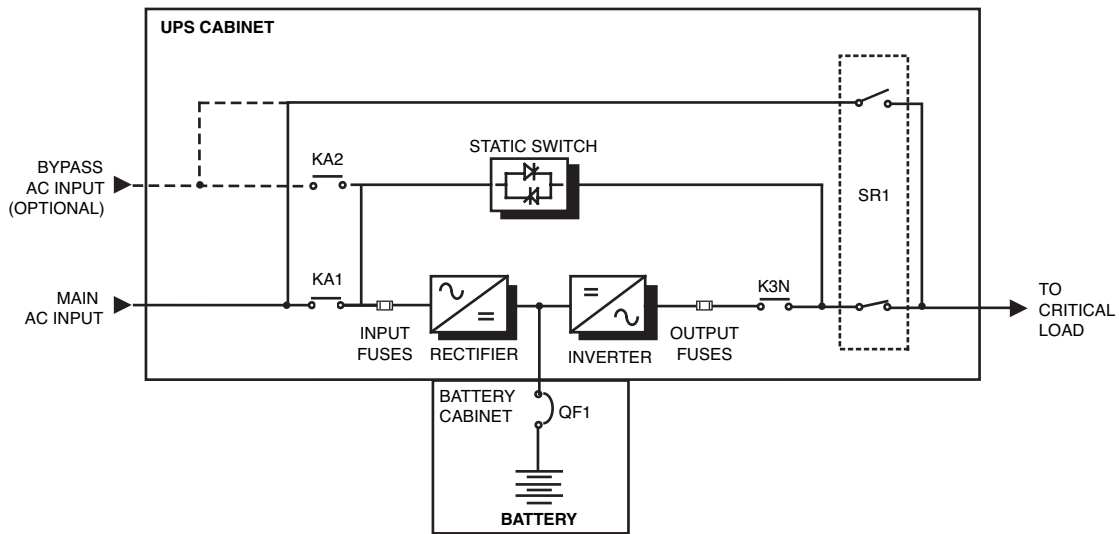 UPS CABINET
BYPASS
AC INPUT
(OPTIONAL)
KA2
STATIC SWITCH
SR1
MAIN
AC INPUT
KA1
INPUT
FUSES
RECTIFIER
INVERTER
OUTPUT
FUSES
K3N
TO
CRITICAL
LOAD
BATTERY
CABINET
QF1
BATTERY